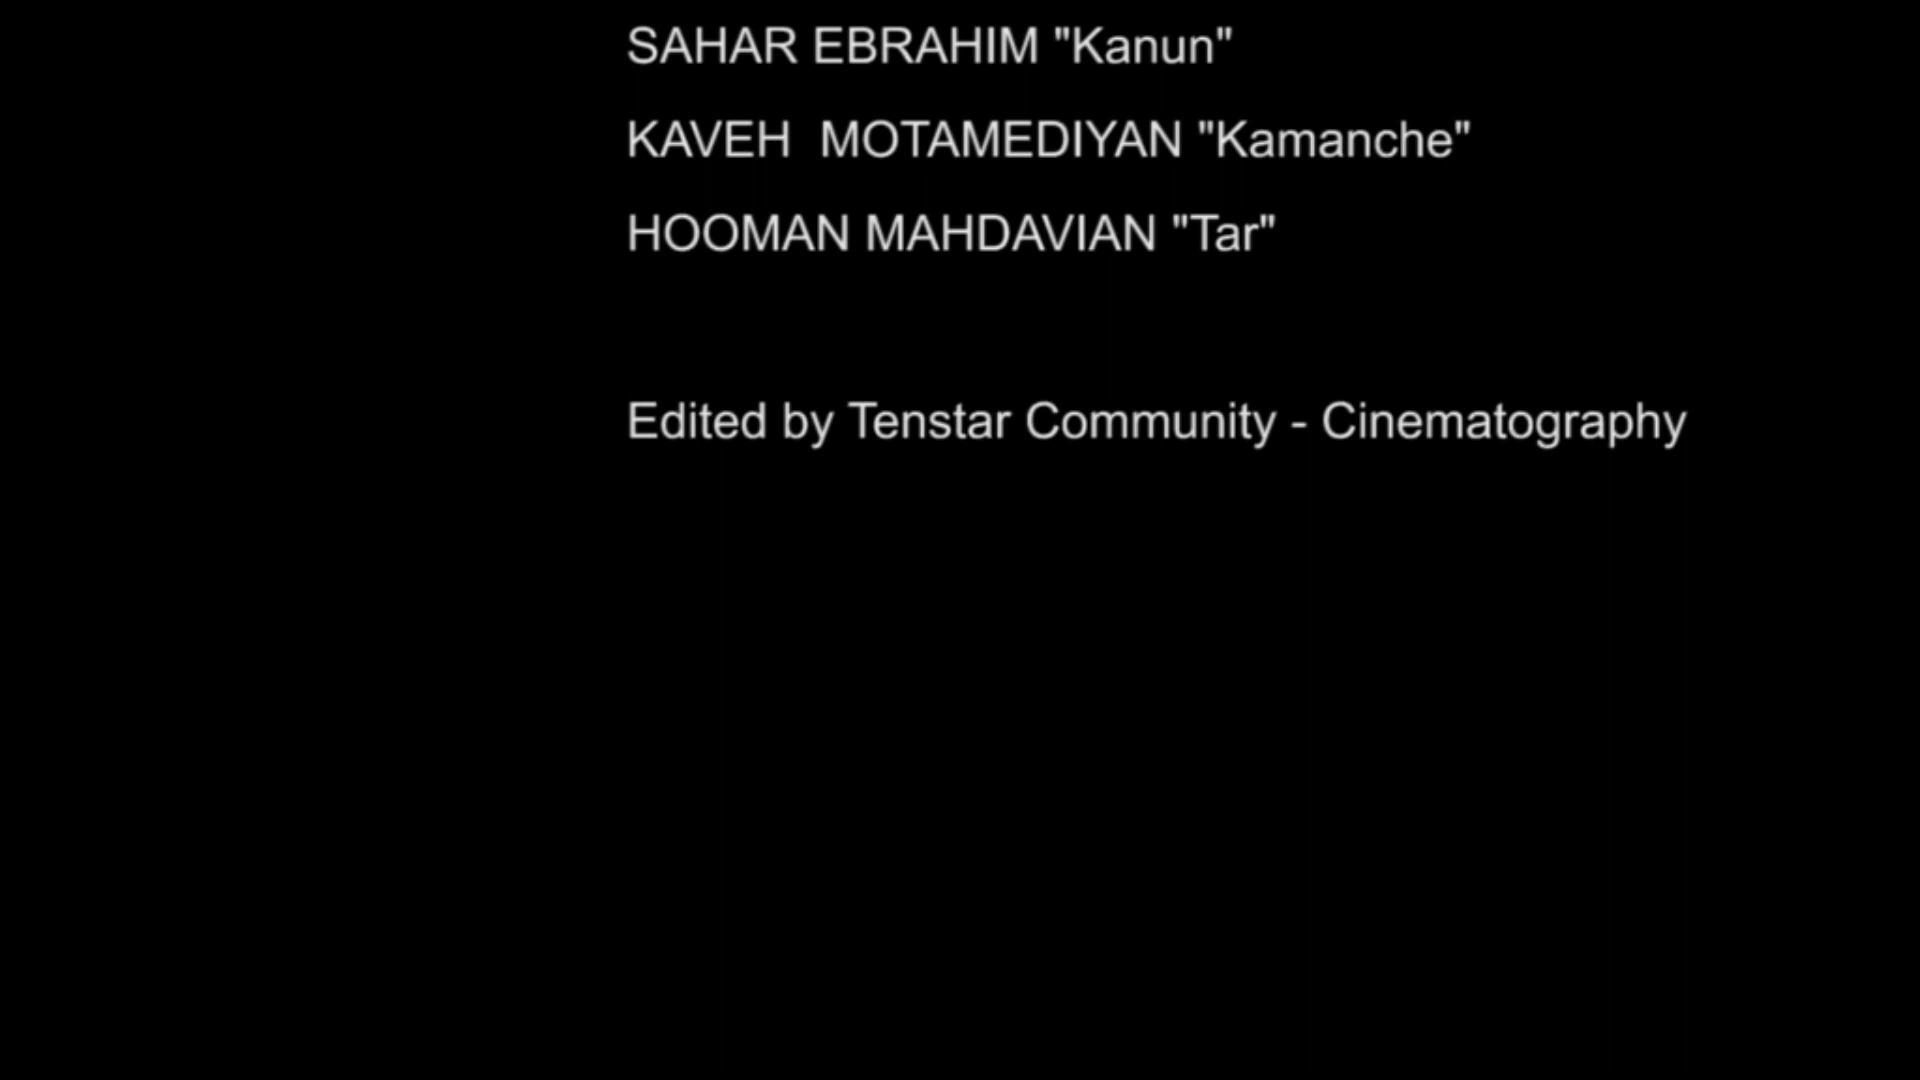 SAHAR EBRAHIM "Kanun"
KAVEH  MOTAMEDIYAN "Kamanche"
HOOMAN MAHDAVIAN "Tar"
Edited by Tenstar Community - Cinematography